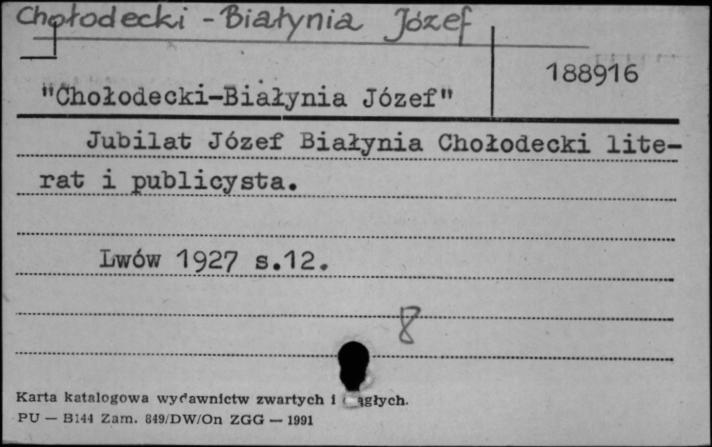 Chołodecki - Białynia Józef
188916
"Chołodecki-Białynia Józef"
Jubilat Józef Białynia Chołodecki lite-
rat i publicysta.
Lwów 1927 s.12.
8
Karta katalogowa wydawnictw zwartych i ciągłych.
PU — B144 Zam. 849/DW/On ZGG — 1991